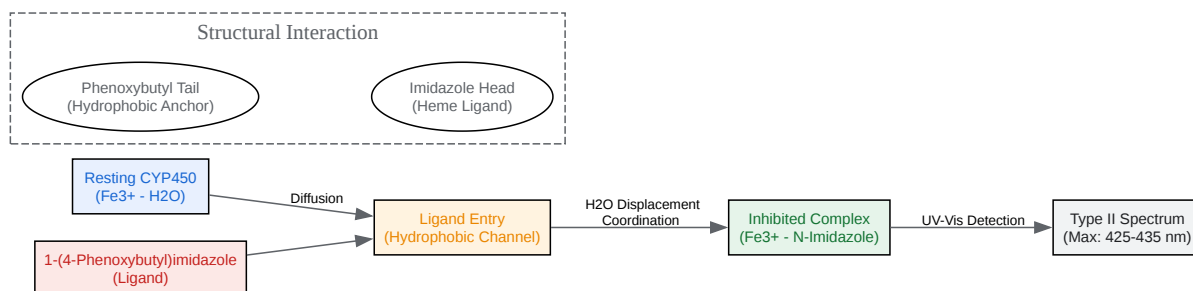 Structural Interaction
Phenoxybutyl Tail
(Hydrophobic Anchor)
Imidazole Head
(Heme Ligand)
Resting CYP450
(Fe3+ - H2O)
Diffusion
1-(4-Phenoxybutyl)imidazole
(Ligand)
Ligand Entry
(Hydrophobic Channel)
H2O Displacement
Coordination
Inhibited Complex
(Fe3+ - N-Imidazole)
UV-Vis Detection
Type II Spectrum
(Max: 425-435 nm)